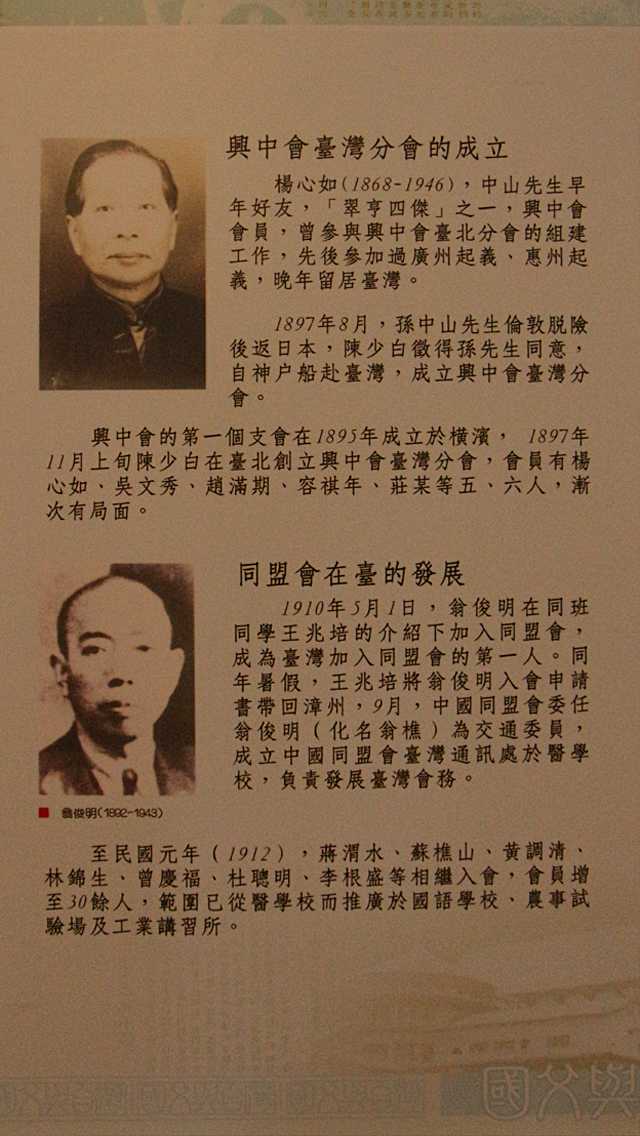 興中會臺灣分會的成立
楊心如(1868-1946)，中山先生早
年好友，「翠亨四傑」之一，興中會
會員，曾參與興中會臺北分會的組建
工作，先後參加過廣州起義、惠州起
義，晚年留居臺灣。
1897年8月，孫中山先生倫敦脱險
後返日本，陳少白徵得孫先生同意，
自神户船赴臺灣，成立興中會臺灣分
會。
興中會的第一個支會在1895年成立於橫濱， 1897年
11月上旬陳少白在臺北創立興中會臺灣分會，會員有楊
心如、吳文秀、趙滿期、容祺年、莊某等五、六人，漸
次有局面。
同盟會在臺的發展
1910年5月1日，翁俊明在同班
同學王兆培的介紹下加入同盟會，
成為臺灣加入同盟會的第一人。同
年暑假，王兆培將翁俊明入會申請
書帶回漳州，9月，中國同盟會委任
翁俊明（化名翁樵）為交通委員，
成立中國同盟會臺灣通訊處於醫學
校，負責發展臺灣會務。
翁俊明(1892-1943)
至民國元年（1912），蔣渭水、蘇樵山、黃調清、
林錦生、曾慶福、杜聰明、李根盛等相繼入會，會員增
至30餘人，範圍已從醫學校而推廣於國語學校、農事試
驗場及工業講習所。
國父與